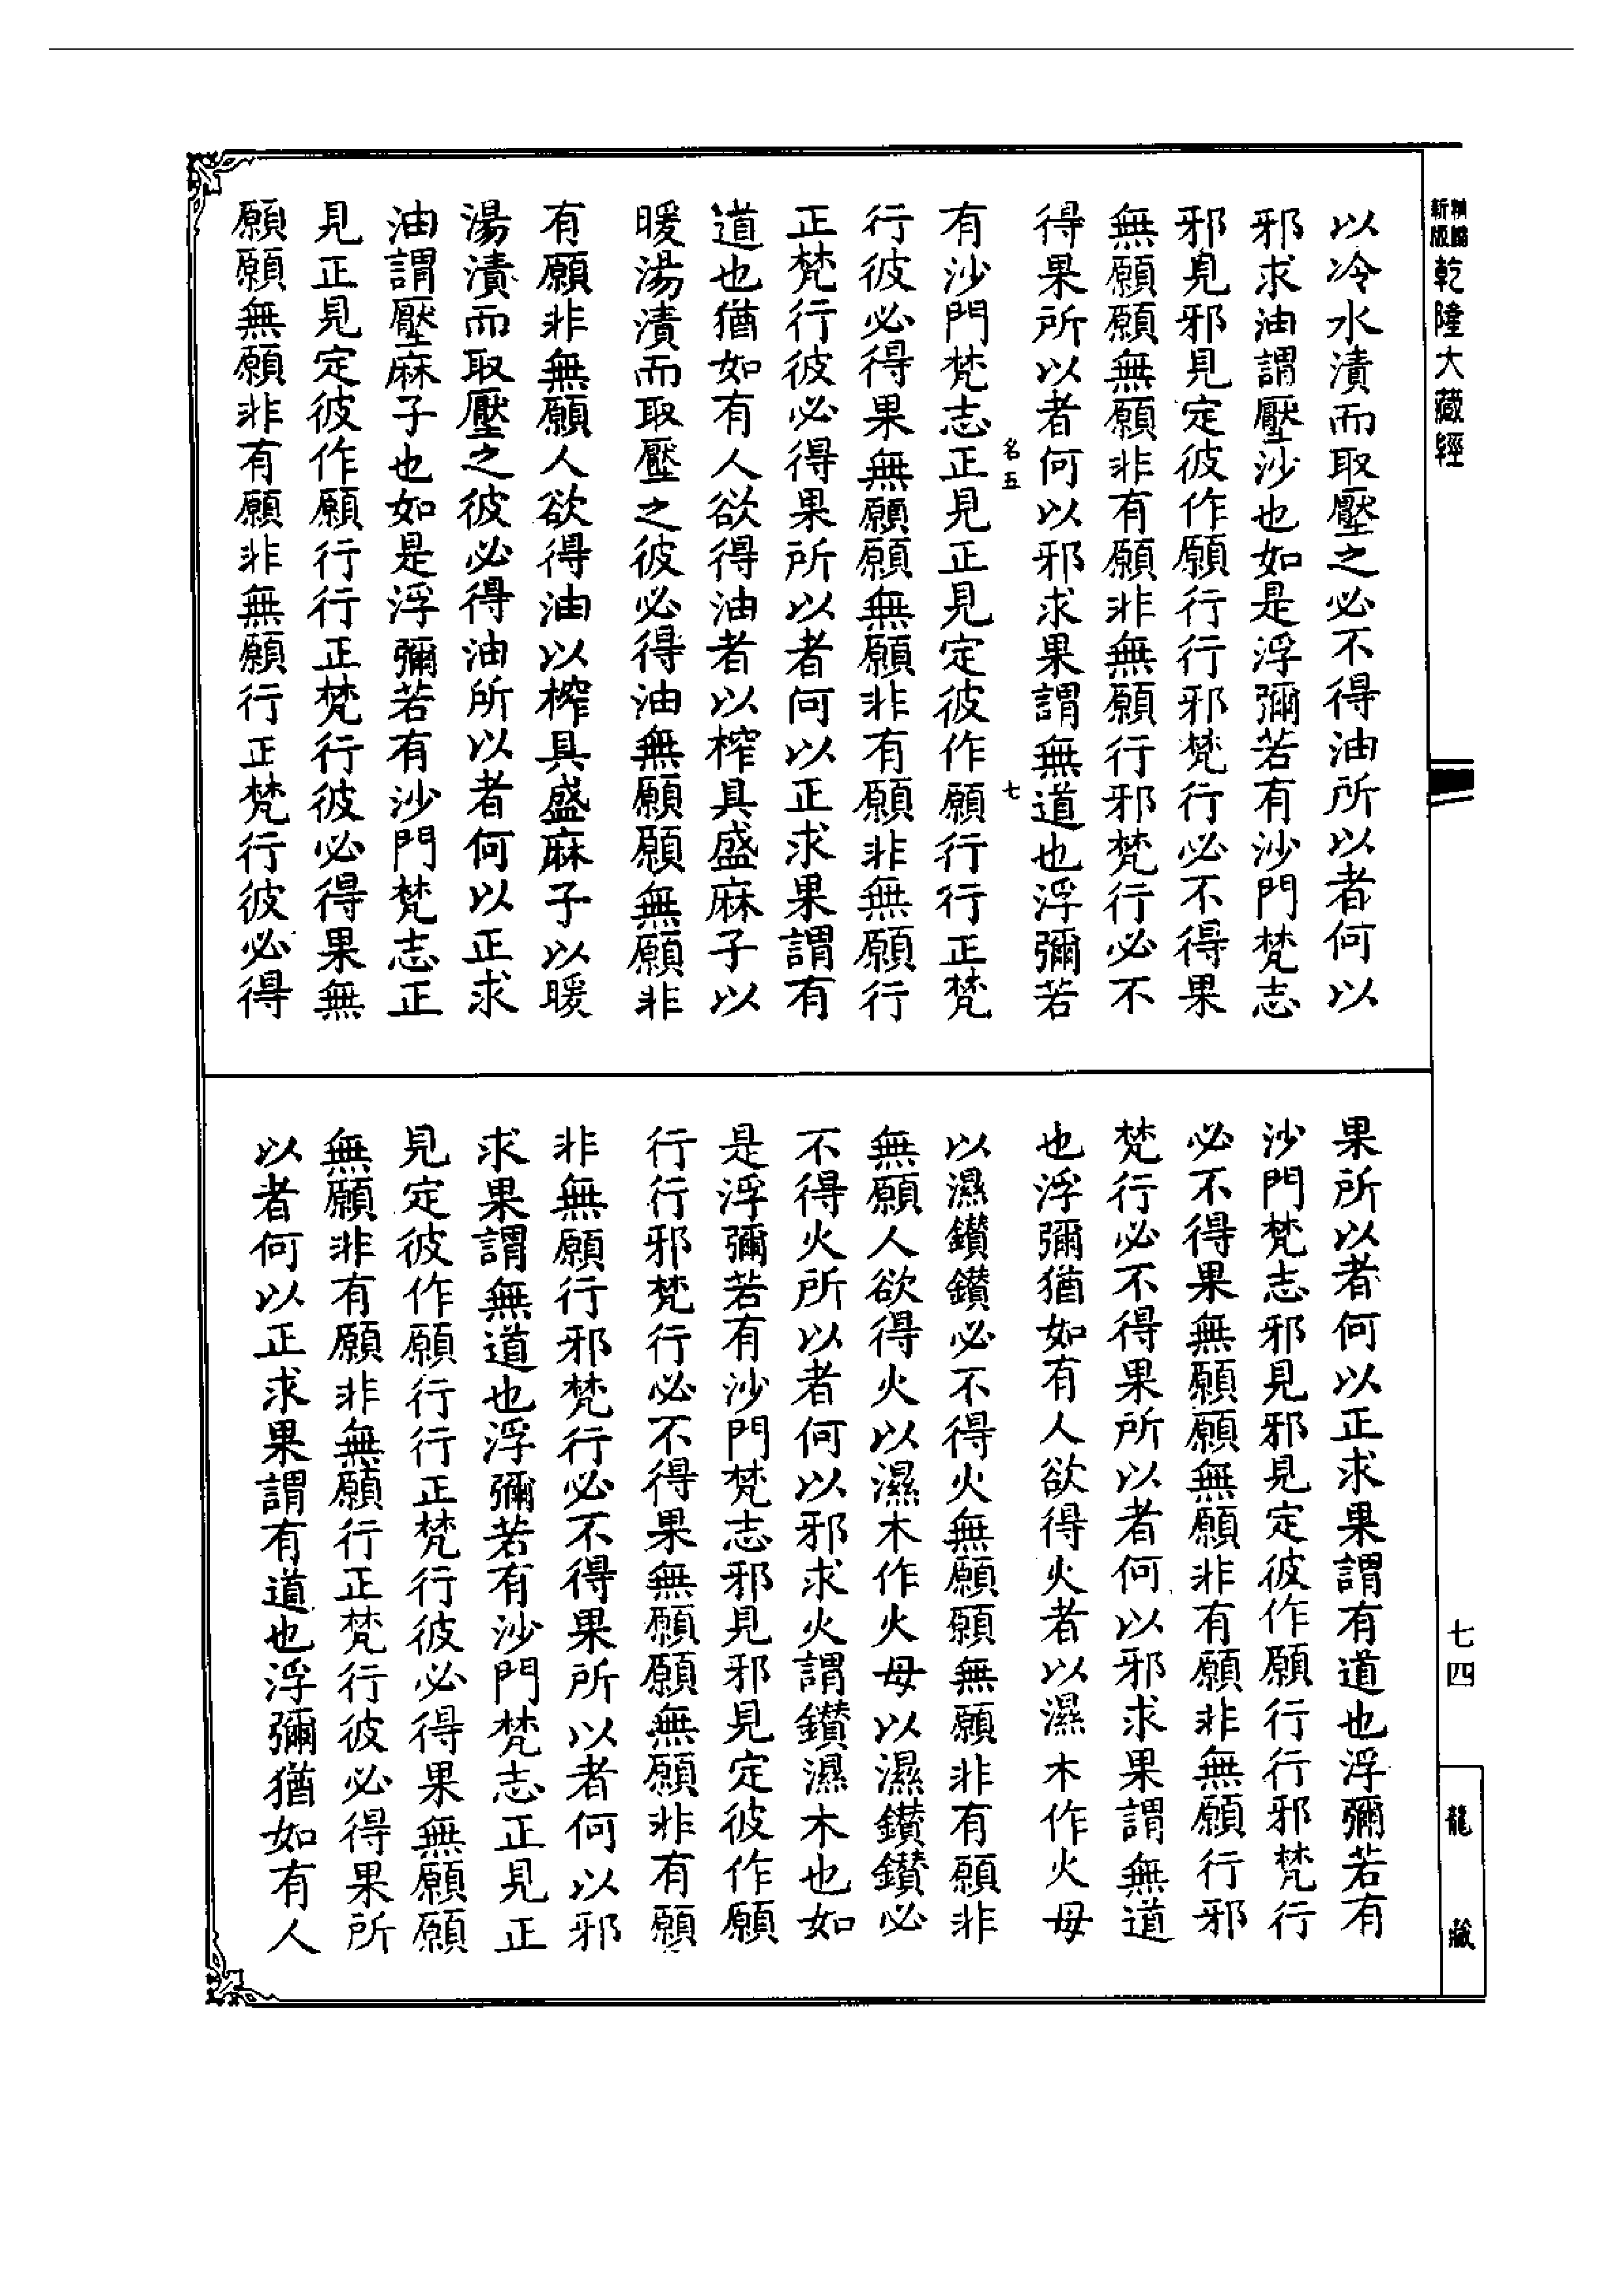 新版精縮乾隆大藏經
以冷水漬而取壓之必不得油所以者何以
邪求油謂壓沙也如是浮彌若有沙門梵志
邪見邪見定彼作願行行邪梵行必不得果
無願願無願非有願非無願行邪梵行必不
得果所以者何以邪求果謂無道也浮彌若
名五 七
有沙門梵志正見正見定彼作願行行正梵
行彼必得果無願願無願非有願非無願行
正梵行彼必得果所以者何以正求果謂有
道也猶如有人欲得油者以榨具盛麻子以
暖湯漬而取壓之彼必得油無願願無願非
有願非無願人欲得油以榨具盛麻子以暖
湯漬而取壓之彼必得油所以者何以正求
油謂壓麻子也如是浮彌若有沙門梵志正
見正見定彼作願行行正梵行彼必得果無
願願無願非有願非無願行正梵行彼必得
果所以者何以正求果謂有道也浮彌若有
沙門梵志邪見邪見定彼作願行行邪梵行
必不得果無願願無願非有願非無願行邪
梵行必不得果所以者何以邪求果謂無道
也浮彌猶如有人欲得火者以濕木作火母
以濕鑚鑚必不得火無願願無願非有願非
無願人欲得火以濕木作火母以濕鑚鑚必
不得火所以者何以邪求火謂鑚濕木也如
是浮彌若有沙門梵志邪見邪見定彼作願
行行邪梵行必不得果無願願無願非有願
非無願行邪梵行必不得果所以者何以邪
求果謂無道也浮彌若有沙門梵志正見正
見定彼作願行行正梵行彼必得果無願願
無願非有願非無願行正梵行彼必得果所
以者何以正求果謂有道也浮彌猶如有人
七四
龍藏